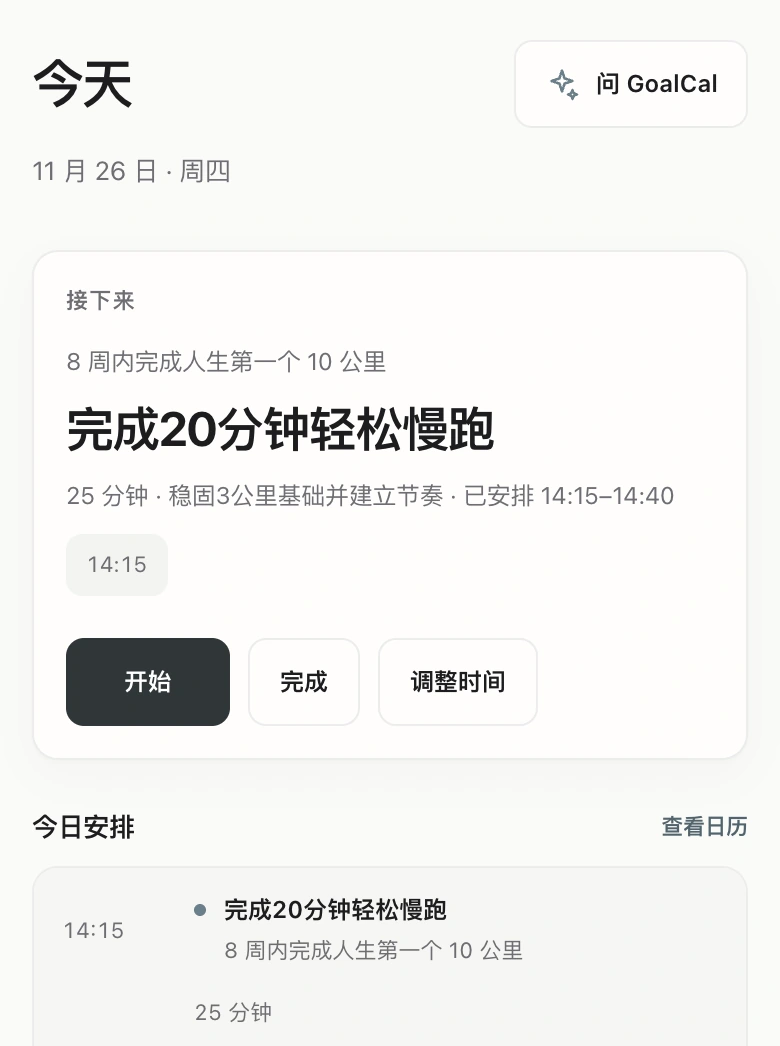 今天
问 GoalCal
11 月 26 日 · 周四
接下来
8 周内完成人生第一个 10 公里
完成20分钟轻松慢跑
25 分钟 · 稳固3公里基础并建立节奏 · 已安排 14:15–14:40
14:15
开始
完成
调整时间
今日安排
查看日历
14:15
完成20分钟轻松慢跑
8 周内完成人生第一个 10 公里
25 分钟